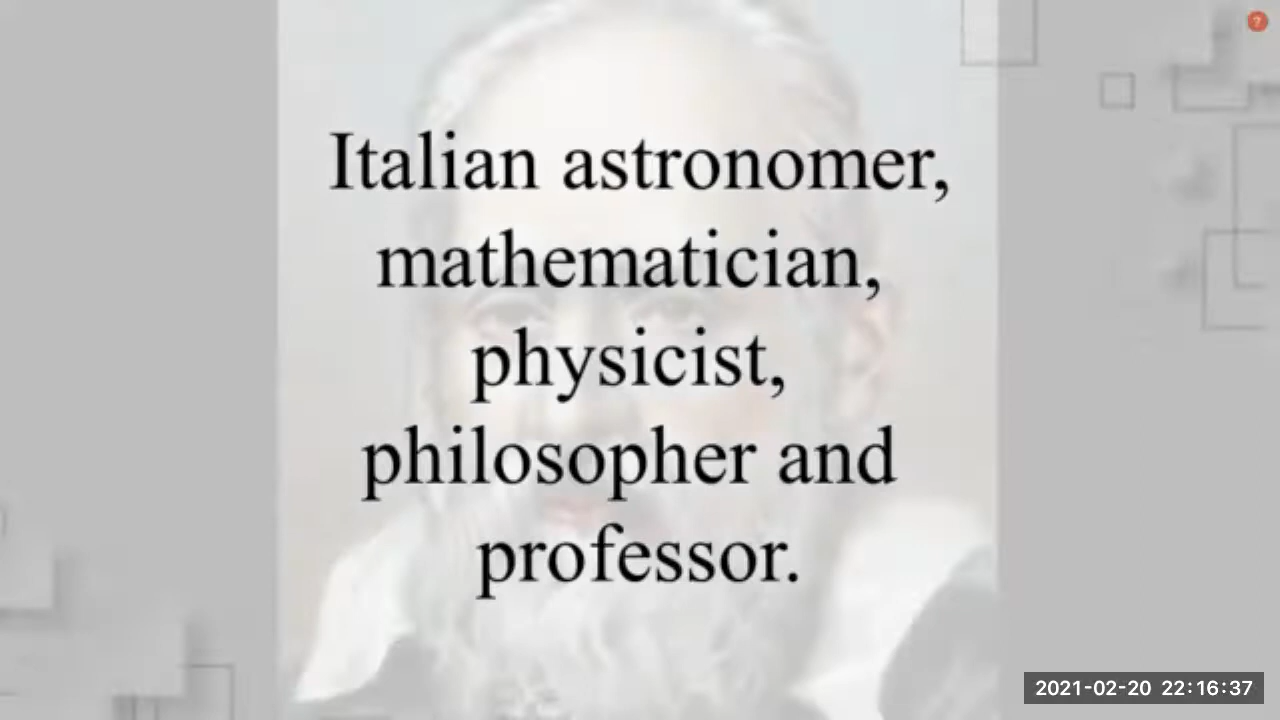 ?
Italian astronomer,
mathematician,
physicist,
philosopher and
professor.
2021-02-20 22:16:37